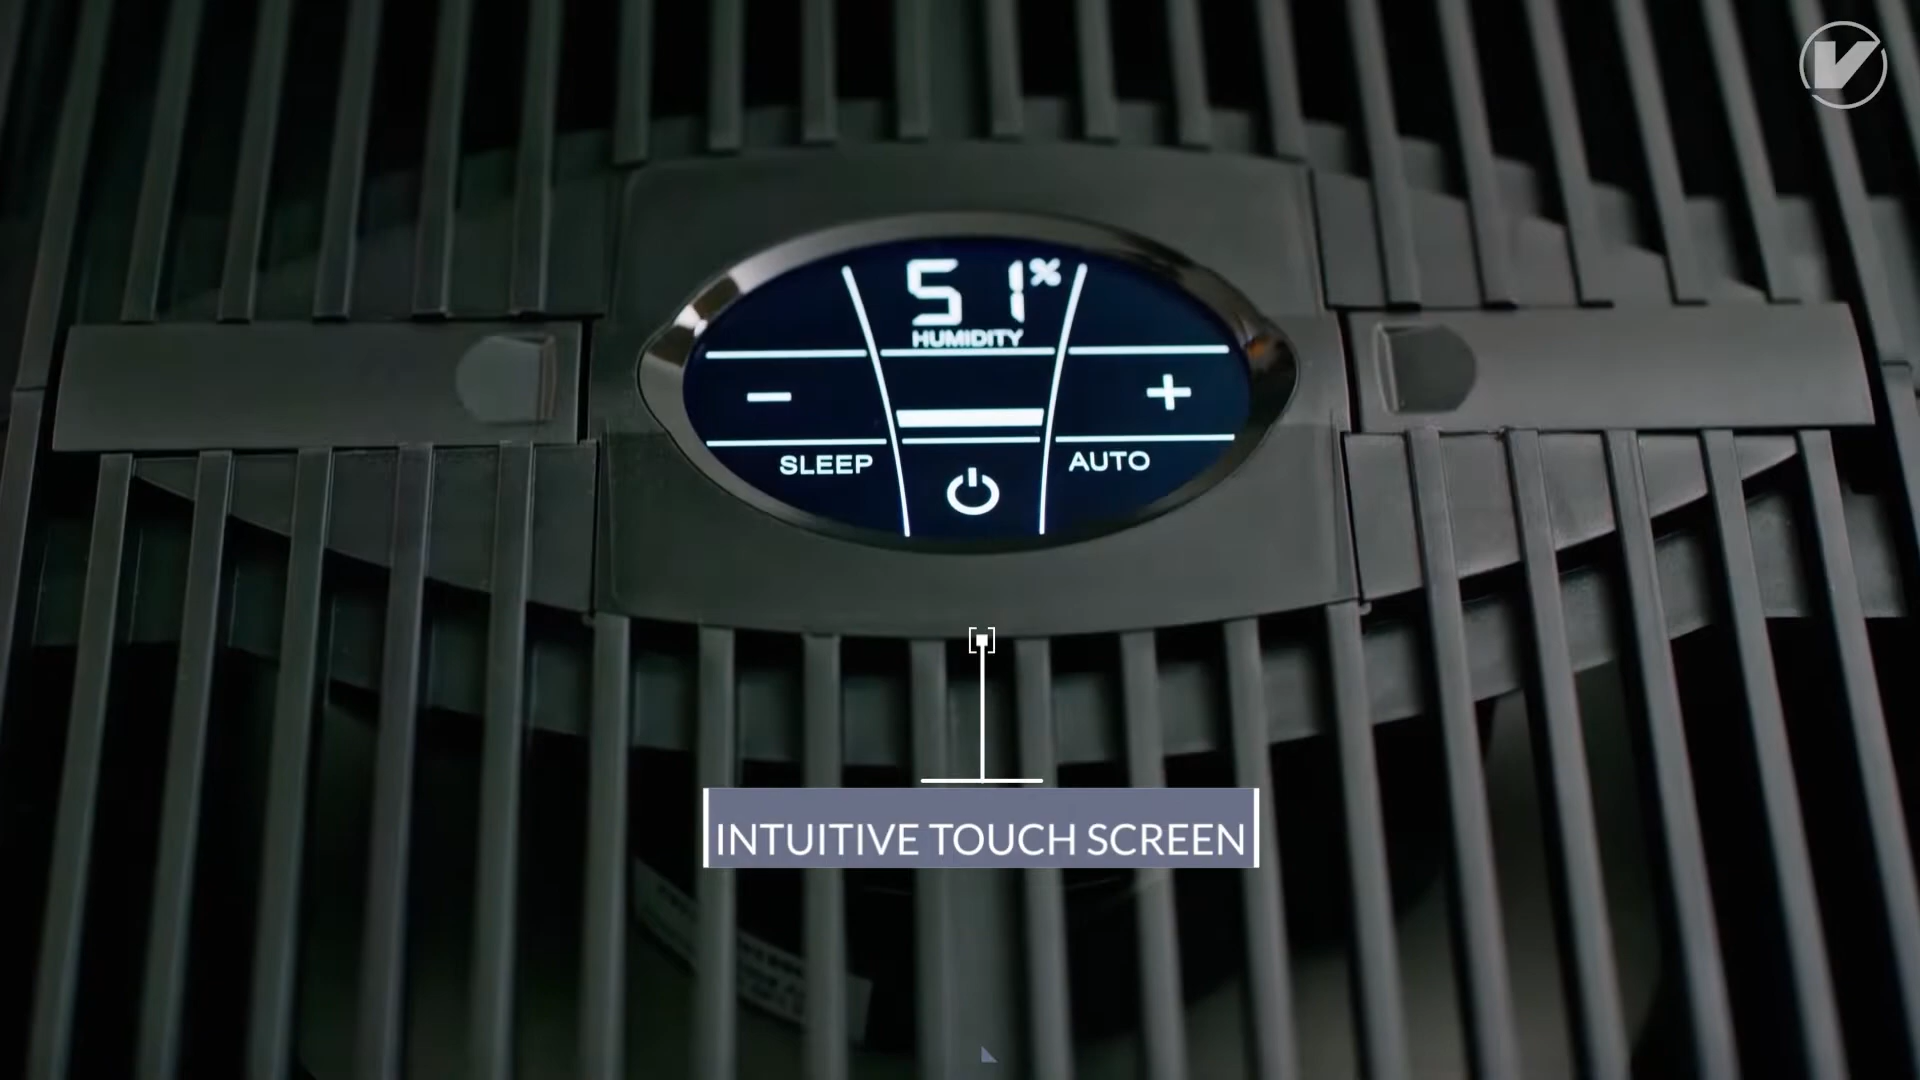 51%
HUMIDITY
- +
SLEEP AUTO
INTUITIVE TOUCH SCREEN